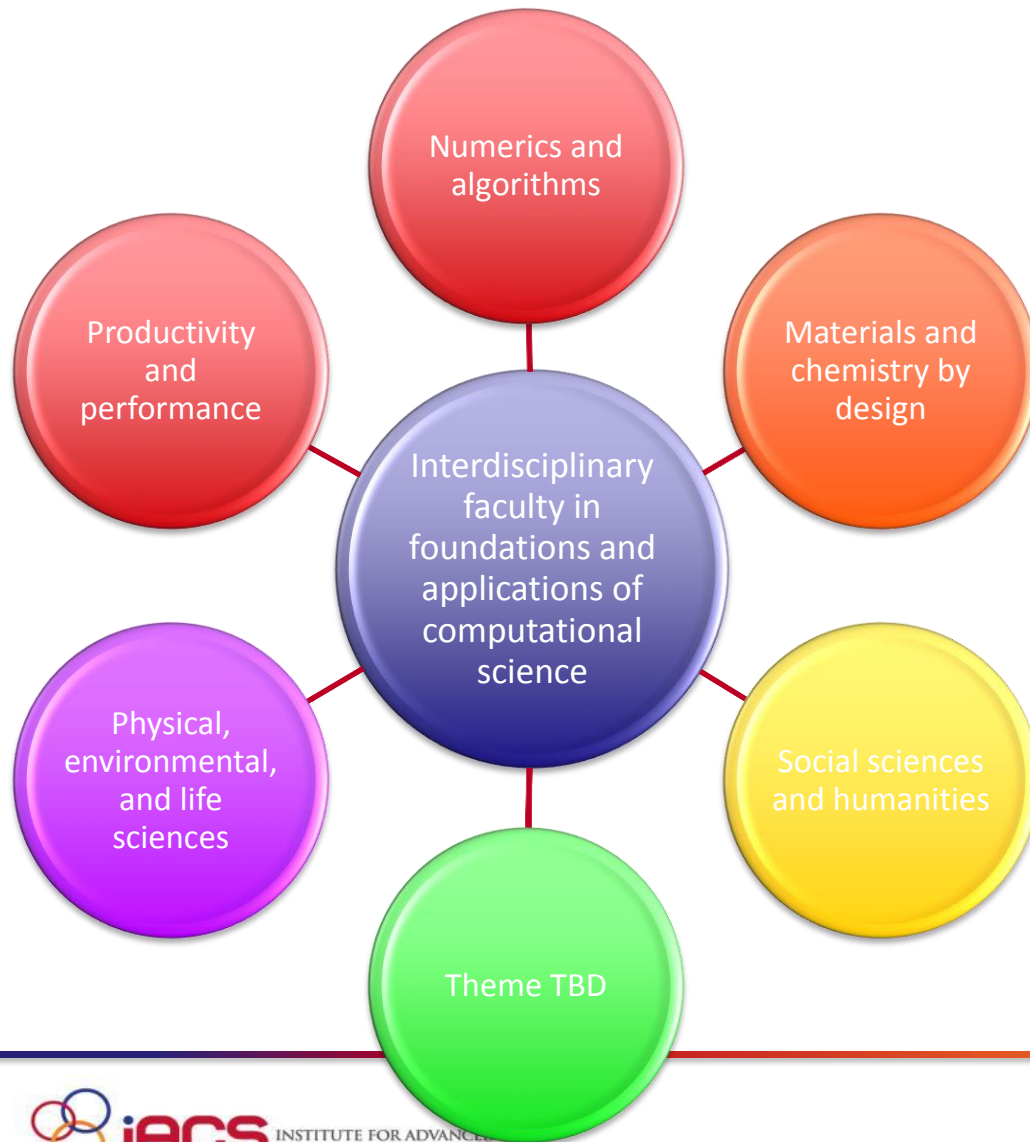 Numerics and
algorithms
Productivity
and
performance
Materials and
chemistry by
design
Interdisciplinary
faculty in
foundations and
applications of
computational
science
Physical,
environmental,
and life
sciences
Social sciences
and humanities
Theme TBD
iACS INSTITUTE FOR